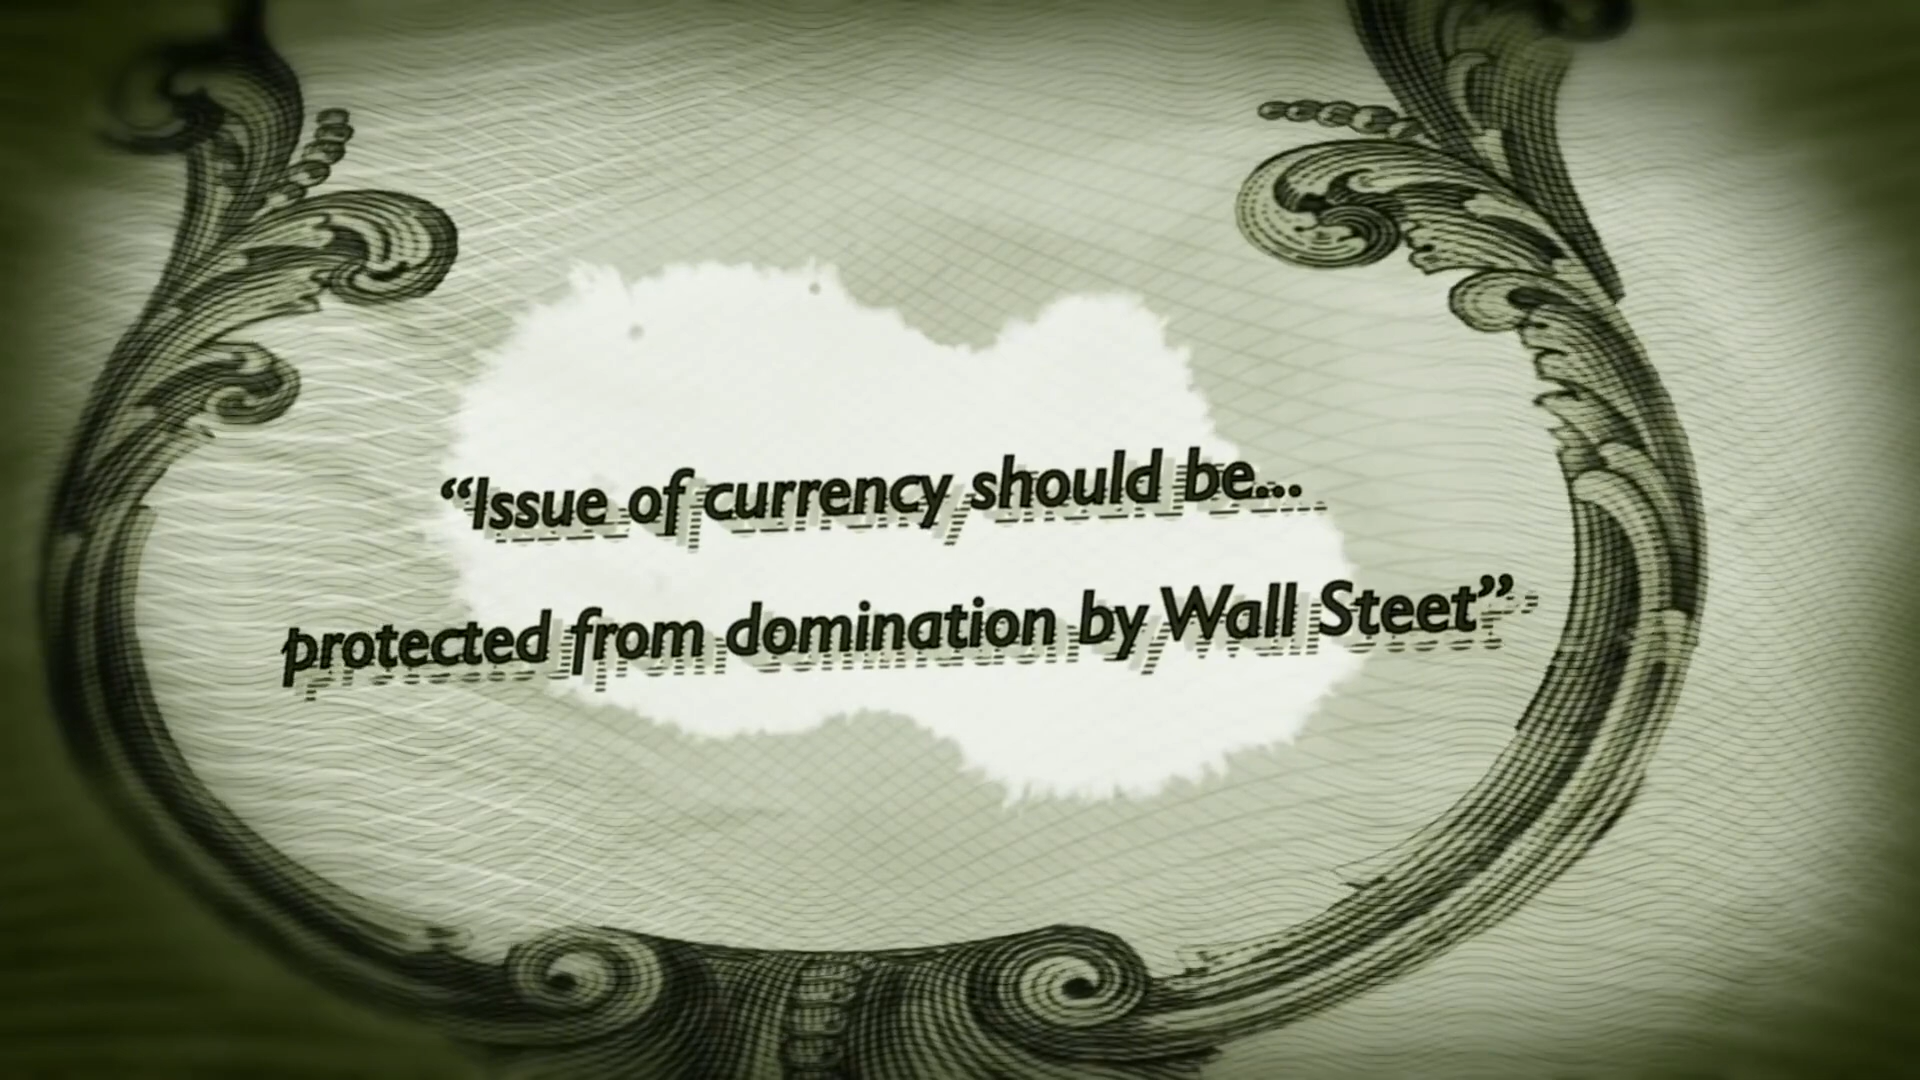 “Issue of currency should be...
protected from domination by Wall Steet”